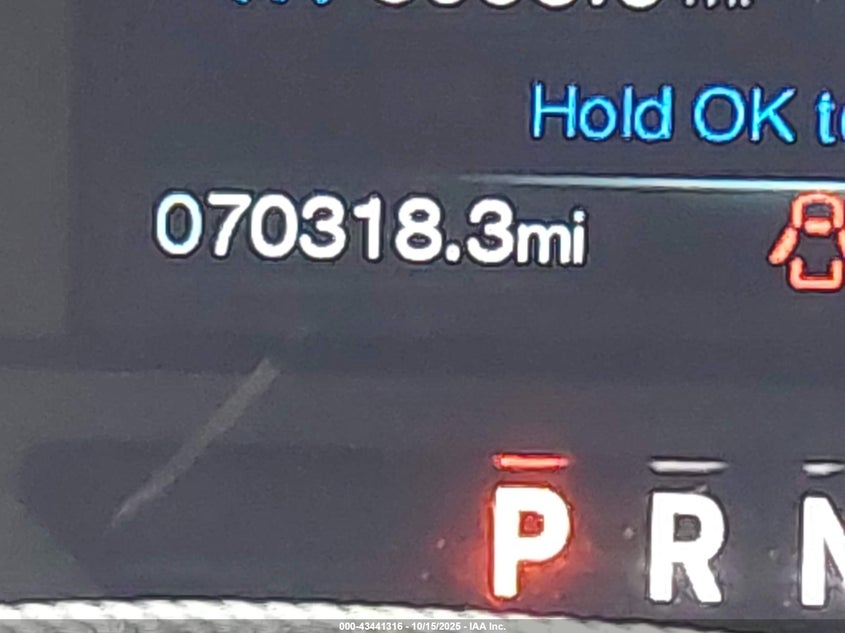 Hold OK
070318.3mi
P R N
000-43441316 - 10/15/2025 - IAA Inc.